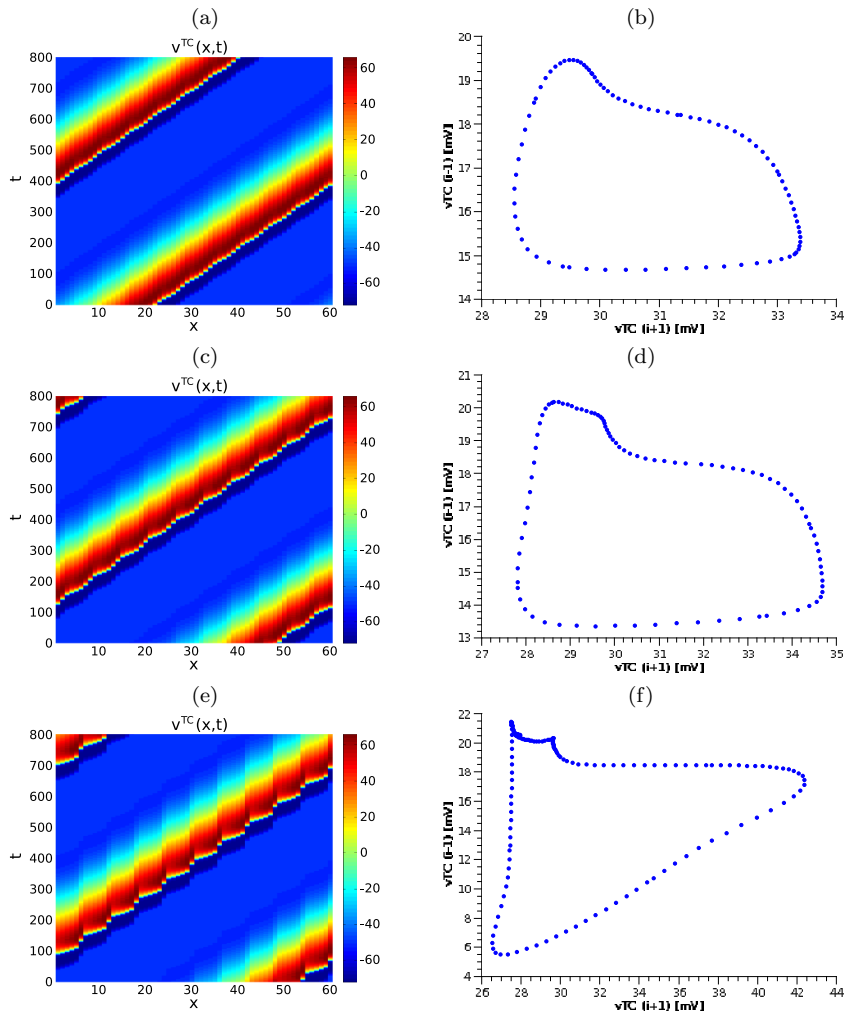 (a)
v^TC(x,t)
800
700
600
500
400
300
200
100
0
t
10 20 30 40 50 60
x
60
40
20
0
-20
-40
-60
(b)
20
19
18
17
16
15
14
vTC (i-1) [mV]
28 29 30 31 32 33 34
vTC (i+1) [mV]
(c)
v^TC(x,t)
800
700
600
500
400
300
200
100
0
t
10 20 30 40 50 60
x
60
40
20
0
-20
-40
-60
(d)
21
20
19
18
17
16
15
14
13
vTC (i-1) [mV]
27 28 29 30 31 32 33 34 35
vTC (i+1) [mV]
(e)
v^TC(x,t)
800
700
600
500
400
300
200
100
0
t
10 20 30 40 50 60
x
60
40
20
0
-20
-40
-60
(f)
22
20
18
16
14
12
10
8
6
4
vTC (i-1) [mV]
26 28 30 32 34 36 38 40 42 44
vTC (i+1) [mV]